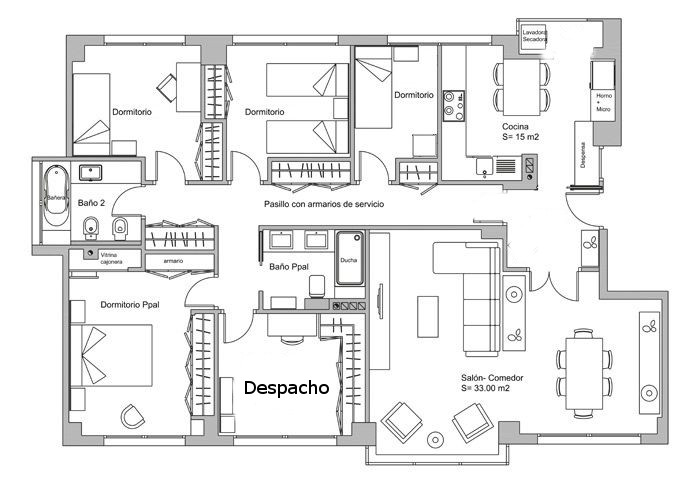 Lavadora
Secadora
Dormitorio
Dormitorio
Dormitorio
Horno
+
Micro
Cocina
S= 15 m2
Despensa
Bañera
Baño 2
Pasillo con armarios de servicio
Vitrina
cajonera
armario
Baño Ppal
Ducha
Dormitorio Ppal
Despacho
Salón- Comedor
S= 33.00 m2